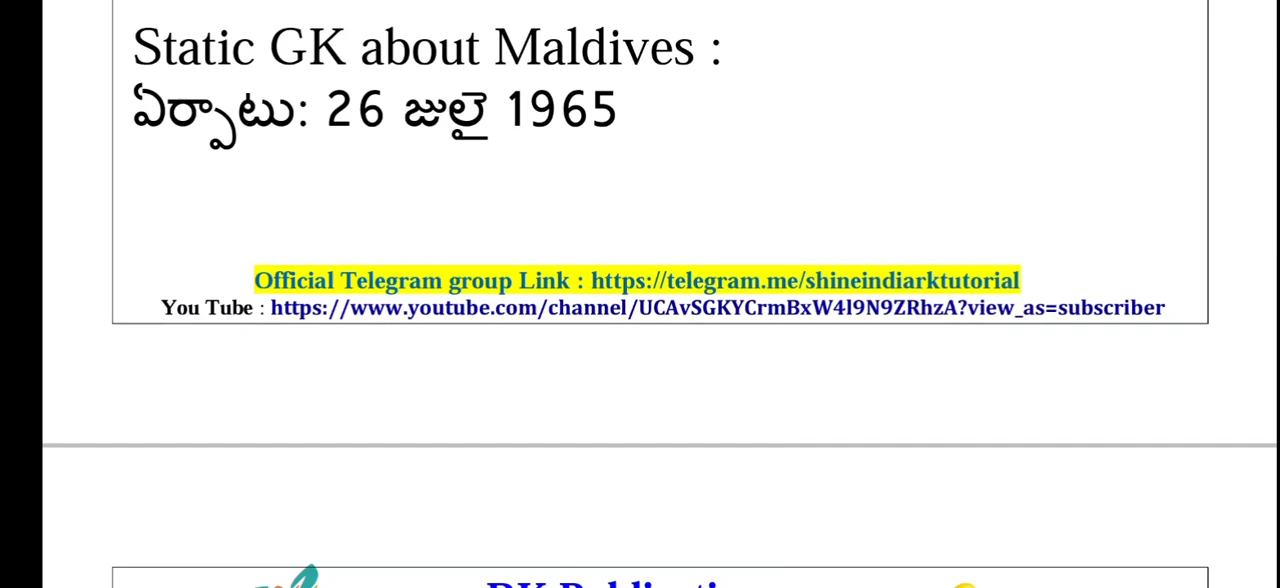 Static GK about Maldives :
ఏర్పాటు: 26 జులై 1965
Official Telegram group Link : https://telegram.me/shineindiarktutorial
You Tube : https://www.youtube.com/channel/UCAvSGKYCrmBxW4l9N9ZRhzA?view_as=subscriber